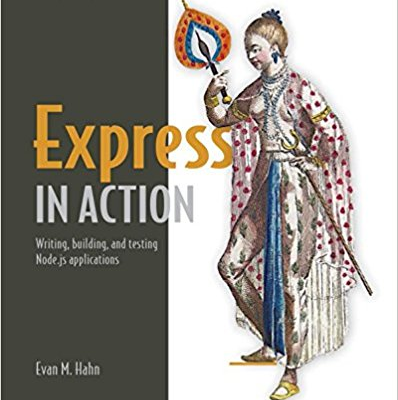 Express
IN ACTION
Writing, building, and testing
Node.js applications
Evan M. Hahn